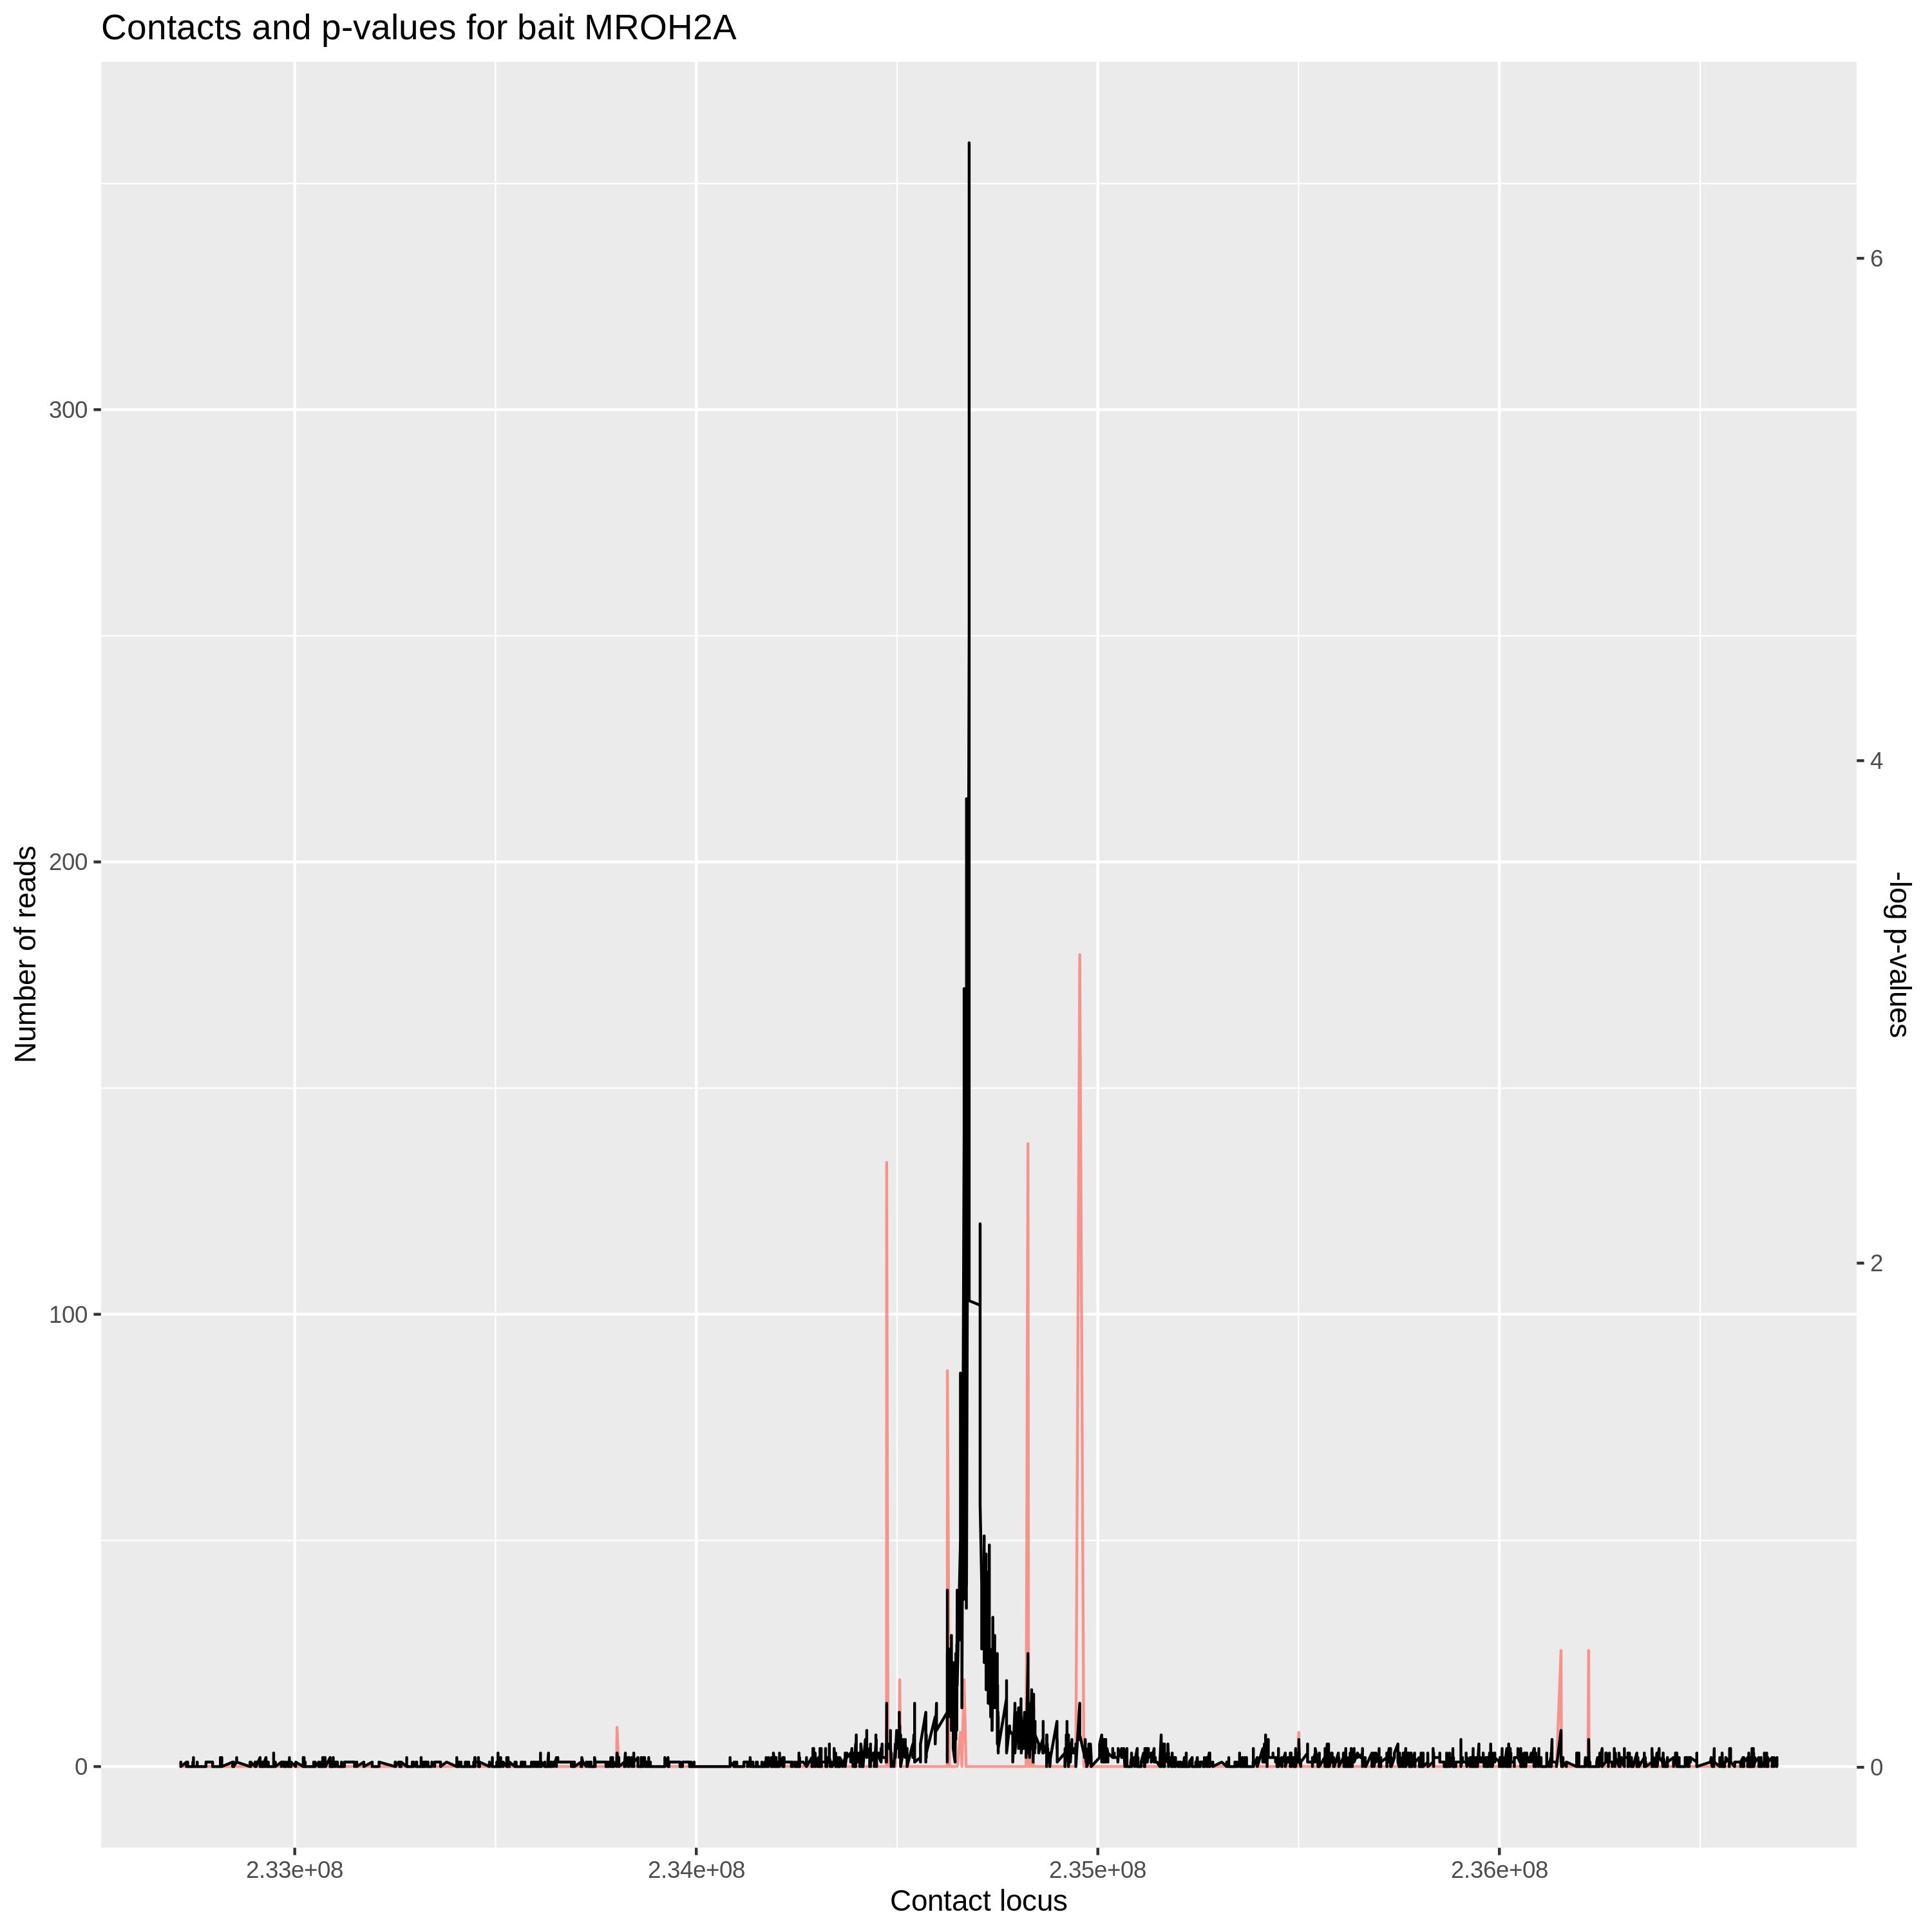 Contacts and p-values for bait MROH2A
Number of reads
300
200
100
0
6
4
2
0
-log p-values
2.33e+08
2.34e+08
2.35e+08
2.36e+08
Contact locus